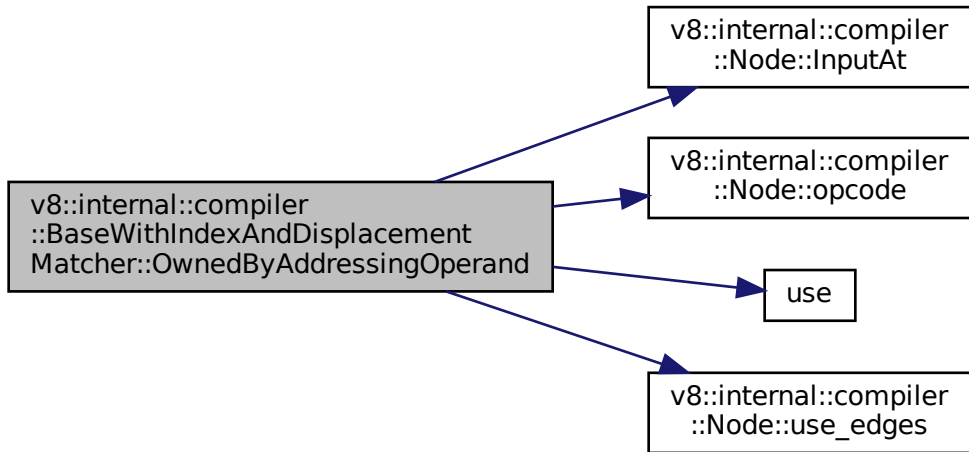 v8::internal::compiler
::Node::InputAt
v8::internal::compiler
::Node::opcode
v8::internal::compiler
::BaseWithIndexAndDisplacement
Matcher::OwnedByAddressingOperand
use
v8::internal::compiler
::Node::use_edges